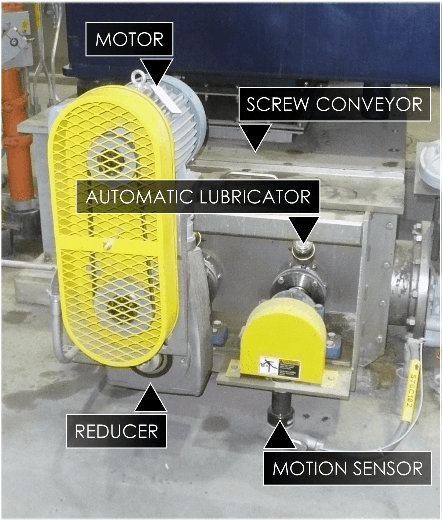 MOTOR
SCREW CONVEYOR
AUTOMATIC LUBRICATOR
REDUCER
MOTION SENSOR